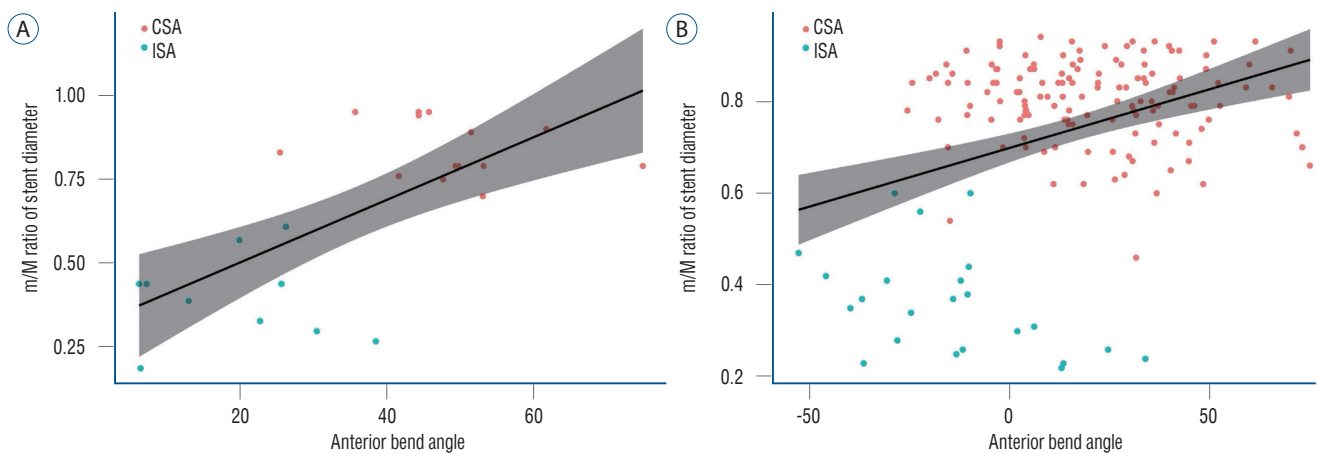 A
CSA
ISA
m/M ratio of stent diameter
1.00
0.75
0.50
0.25
20 40 60
Anterior bend angle
B
CSA
ISA
m/M ratio of stent diameter
0.8
0.6
0.4
0.2
-50 0 50
Anterior bend angle